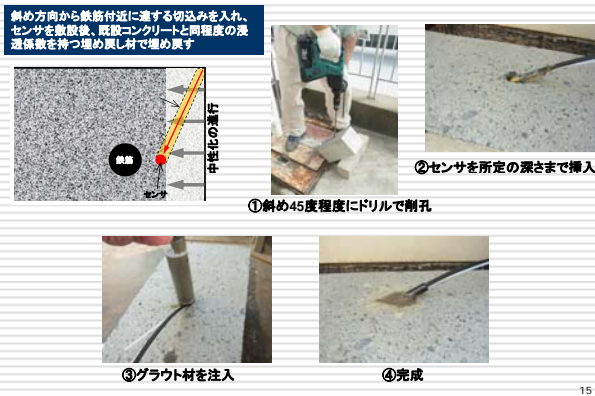 斜め方向から鉄筋付近に達する切込みを入れ、
センサを敷設後、既設コンクリートと同程度の浸
透係数を持つ埋め戻し材で埋め戻す
鉄筋
センサ
中性化の進行
①斜め45度程度にドリルで削孔
②センサを所定の深さまで挿入
③グラウト材を注入
④完成
15